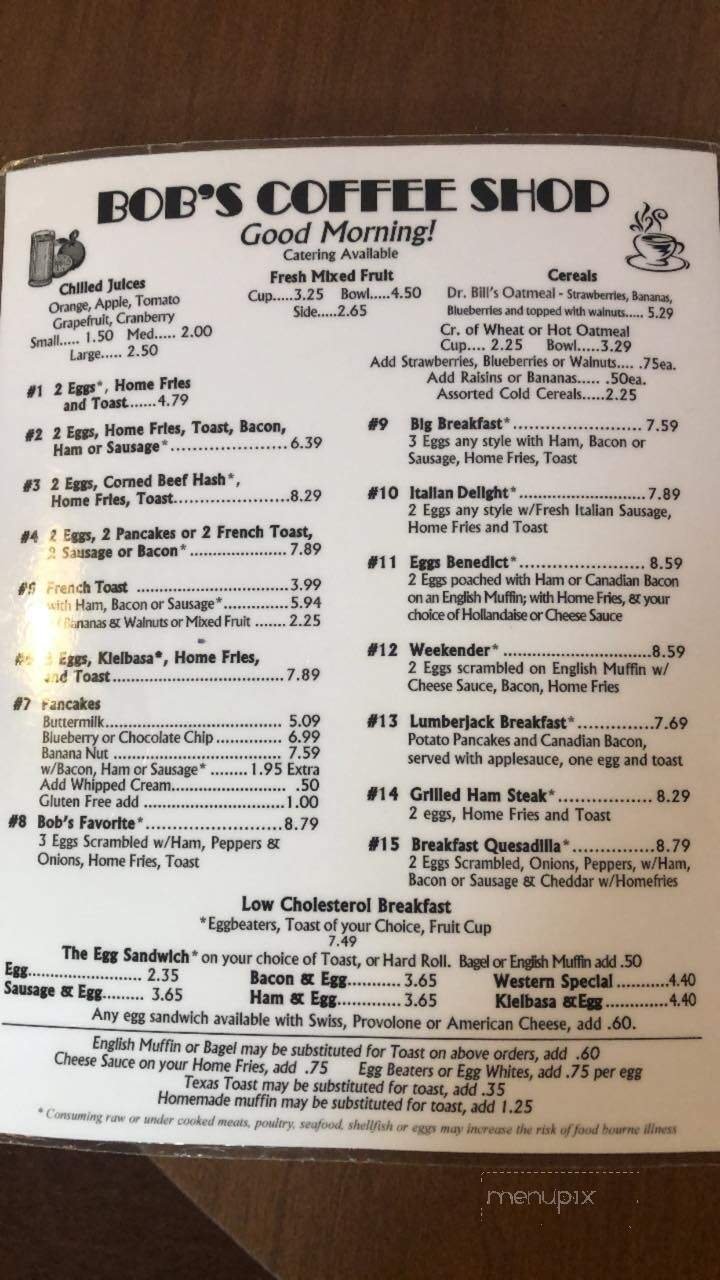 BOB'S COFFEE SHOP
Good Morning!
Catering Available
Chilled Juices
Orange, Apple, Tomato
Grapefruit, Cranberry
Small..... 1.50 Med..... 2.00
Large..... 2.50
Fresh Mixed Fruit
Cup.....3.25 Bowl.....4.50
Side.....2.65
Cereals
Dr. Bill's Oatmeal - Strawberries, Bananas,
Blueberries and topped with walnuts..... 5.29
Cr. of Wheat or Hot Oatmeal
Cup.... 2.25 Bowl.....3.29
Add Strawberries, Blueberries or Walnuts.... .75ea.
Add Raisins or Bananas..... .50ea.
Assorted Cold Cereals.....2.25
#1 2 Eggs*, Home Fries
and Toast......4.79
#2 2 Eggs, Home Fries, Toast, Bacon,
Ham or Sausage*......................6.39
#3 2 Eggs, Corned Beef Hash*,
Home Fries, Toast......................8.29
#4 2 Eggs, 2 Pancakes or 2 French Toast,
2 Sausage or Bacon* .................. 7.89
#5 French Toast ............................3.99
with Ham, Bacon or Sausage*............ 5.94
Bananas & Walnuts or Mixed Fruit ....... 2.25
Eggs, Kielbasa*, Home Fries,
and Toast................................7.89
#7 Pancakes
Buttermilk.................................. 5.09
Blueberry or Chocolate Chip............. 6.99
Banana Nut ................................ 7.59
w/Bacon, Ham or Sausage* ........ 1.95 Extra
Add Whipped Cream...................... .50
Gluten Free add ...........................1.00
#8 Bob's Favorite*...........................8.79
3 Eggs Scrambled w/Ham, Peppers &
Onions, Home Fries, Toast
#9 Big Breakfast*......................... 7.59
3 Eggs any style with Ham, Bacon or
Sausage, Home Fries, Toast
#10 Italian Delight*.........................7.89
2 Eggs any style w/Fresh Italian Sausage,
Home Fries and Toast
#11 Eggs Benedict*......................... 8.59
2 Eggs poached with Ham or Canadian Bacon
on an English Muffin; with Home Fries, & your
choice of Hollandaise or Cheese Sauce
#12 Weekender*.............................8.59
2 Eggs scrambled on English Muffin w/
Cheese Sauce, Bacon, Home Fries
#13 Lumberjack Breakfast*..............7.69
Potato Pancakes and Canadian Bacon,
served with applesauce, one egg and toast
#14 Grilled Ham Steak*................. 8.29
2 eggs, Home Fries and Toast
#15 Breakfast Quesadilla*...............8.79
2 Eggs Scrambled, Onions, Peppers, w/Ham,
Bacon or Sausage & Cheddar w/Homefries
Low Cholesterol Breakfast
*Eggbeaters, Toast of your Choice, Fruit Cup
7.49
The Egg Sandwich* on your choice of Toast, or Hard Roll. Bagel or English Muffin add .50
Egg...................... 2.35 Bacon & Egg........... 3.65 Western Special ...........4.40
Sausage & Egg......... 3.65 Ham & Egg............ 3.65 Kielbasa & Egg.............4.40
Any egg sandwich available with Swiss, Provolone or American Cheese, add .60.
English Muffin or Bagel may be substituted for Toast on above orders, add .60
Cheese Sauce on your Home Fries, add .75 Egg Beaters or Egg Whites, add .75 per egg
Texas Toast may be substituted for toast, add .35
Homemade muffin may be substituted for toast, add 1.25
* Consuming raw or under cooked meats, poultry, seafood, shellfish or eggs may increase the risk of food bourne illness
menupix